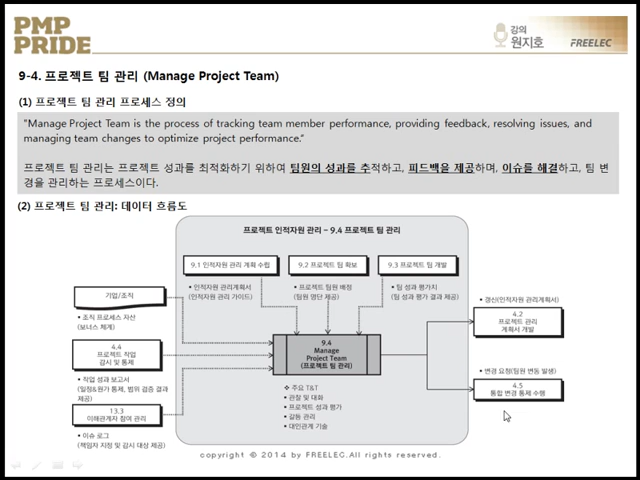 PMP
PRIDE
강의
원지호
FREELEC
9-4. 프로젝트 팀 관리 (Manage Project Team)
(1) 프로젝트 팀 관리 프로세스 정의
"Manage Project Team is the process of tracking team member performance, providing feedback, resolving issues, and
managing team changes to optimize project performance."
프로젝트 팀 관리는 프로젝트 성과를 최적화하기 위하여 팀원의 성과를 추적하고, 피드백을 제공하며, 이슈를 해결하고, 팀 변
경을 관리하는 프로세스이다.
(2) 프로젝트 팀 관리: 데이터 흐름도
프로젝트 인적자원 관리 – 9.4 프로젝트 팀 관리
9.1 인적자원 관리 계획 수립
9.2 프로젝트 팀 확보
9.3 프로젝트 팀 개발
• 인적자원 관리계획서
(인적자원 관리 가이드)
• 프로젝트 팀원 배정
(팀원 명단 제공)
• 팀 성과 평가치
(팀 성과 평가 결과 제공)
기업/조직
• 조직 프로세스 자산
(보너스 체계)
4.4
프로젝트 작업
감시 및 통제
• 작업 성과 보고서
(일정&원가 통제, 범위 검증 결과
제공)
13.3
이해관계자 참여 관리
• 이슈 로그
(책임자 지정 및 감시 대상 제공)
9.4
Manage
Project Team
(프로젝트 팀 관리)
❖ 주요 T&T
• 관찰 및 대화
• 프로젝트 성과 평가
• 갈등 관리
• 대인관계 기술
• 갱신(인적자원 관리계획서)
4.2
프로젝트 관리
계획서 개발
• 변경 요청(팀원 변동 발생)
4.5
통합 변경 통제 수행
copyright ⓒ 2014 by FREELEC.All rights reserved.